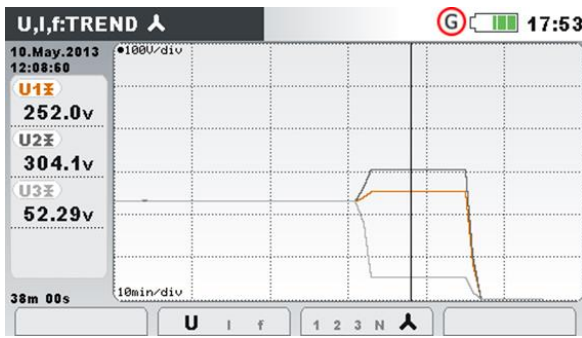 U,I,f:TREND
G
17:53
10.May.2013
12:08:60
●100V/div
U1
252.0v
U2
304.1v
U3
52.29v
38m 00s
10min/div
U I f
1 2 3 N